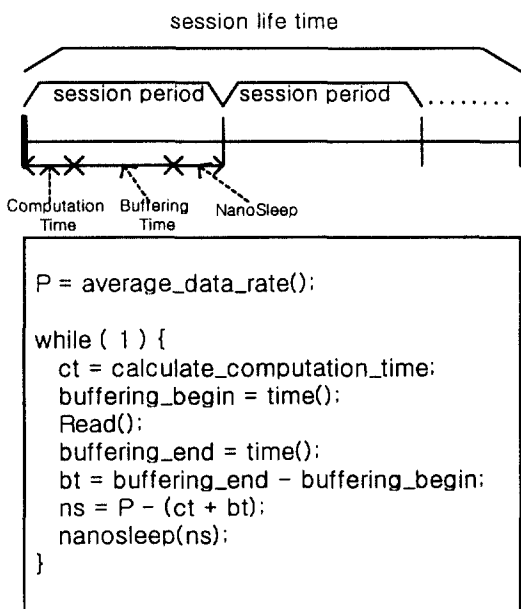 session life time
session period session period ........
Computation Time
Buffering Time
NanoSleep
P = average_data_rate();
while ( 1 ) {
ct = calculate_computation_time;
buffering_begin = time();
Read();
buffering_end = time();
bt = buffering_end - buffering_begin;
ns = P - (ct + bt);
nanosleep(ns);
}